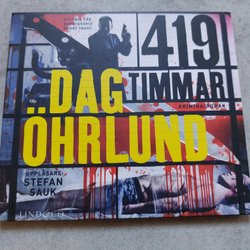 419
TIMMAR
KRIMINALROMAN
DAG
ÖHRLUND
UPPLÄSARE
STEFAN
SAUK
LIND & CO